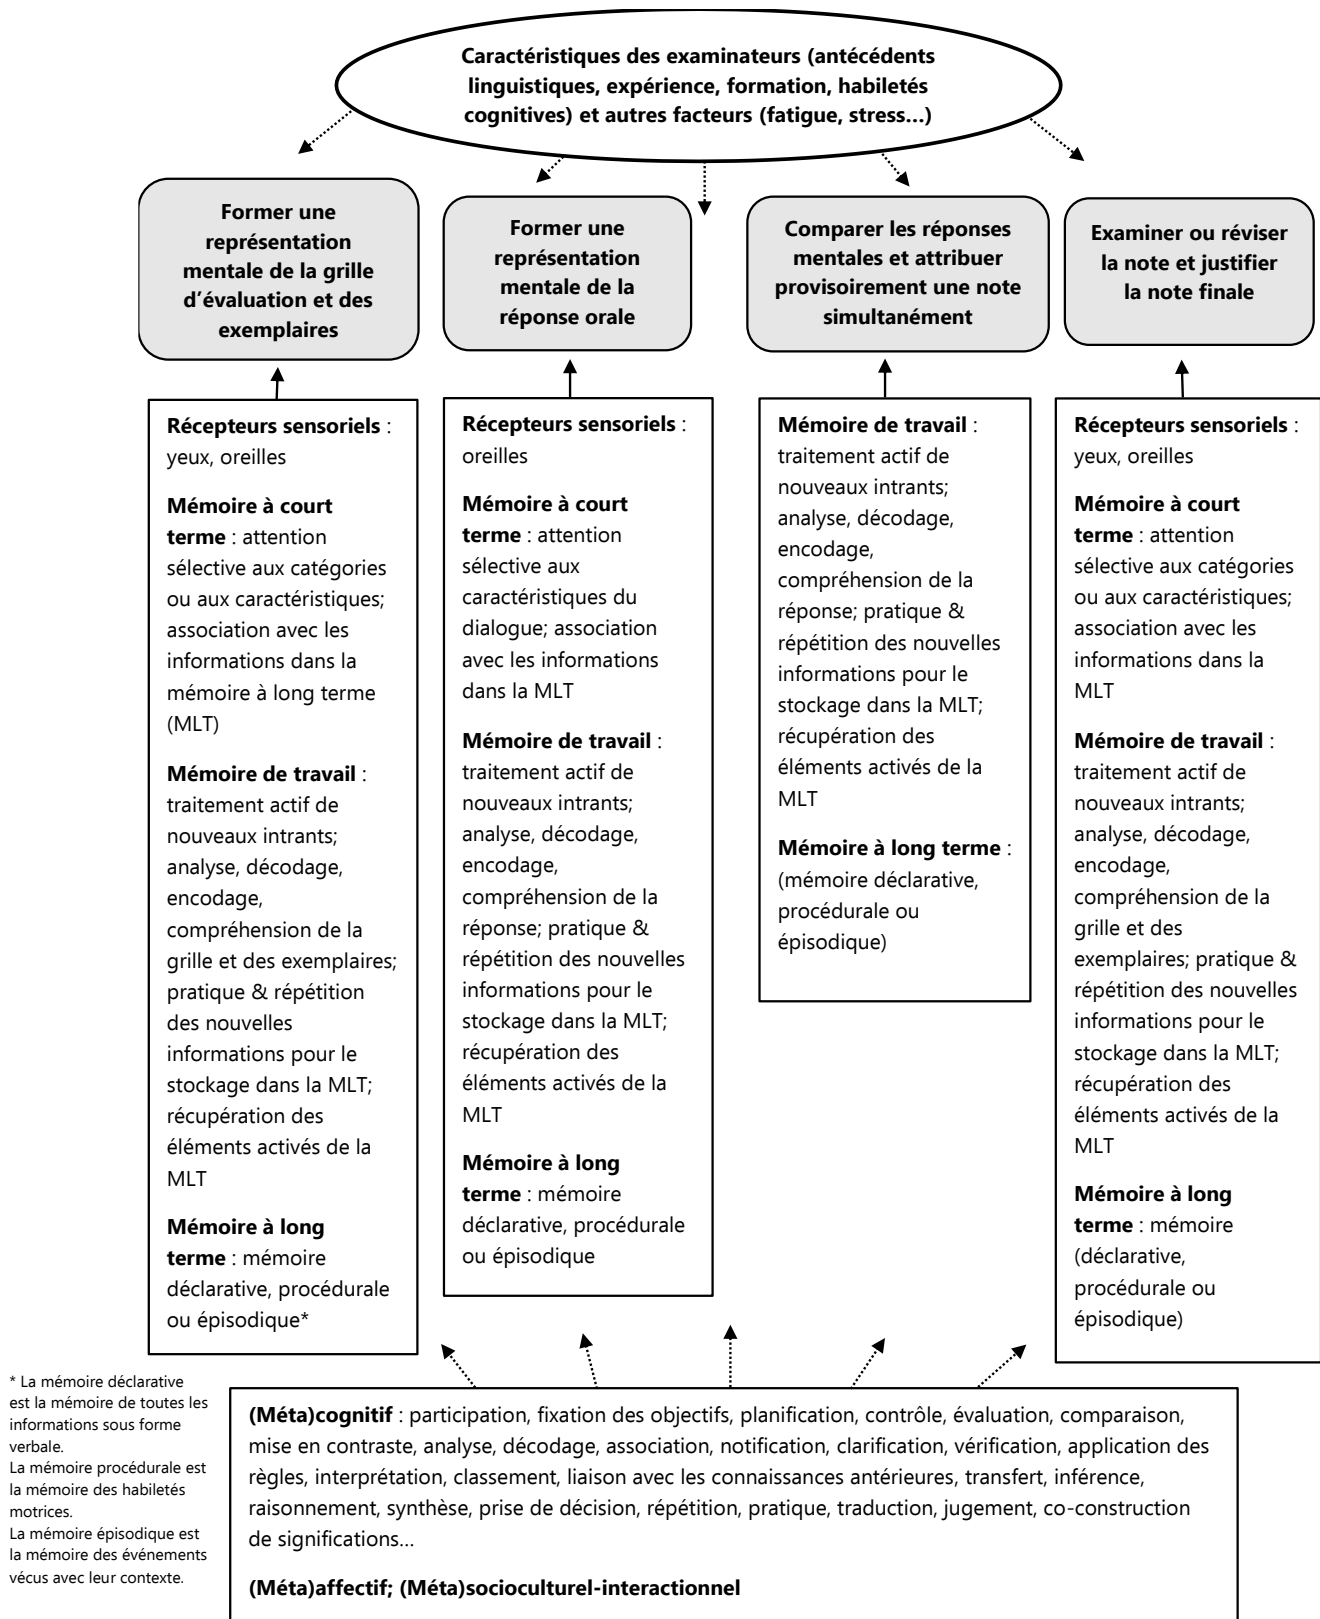 Caractéristiques des examinateurs (antécédents
linguistiques, expérience, formation, habiletés
cognitives) et autres facteurs (fatigue, stress…)
Former une
représentation
mentale de la grille
d’évaluation et des
exemplaires
Former une
représentation
mentale de la
réponse orale
Comparer les réponses
mentales et attribuer
provisoirement une note
simultanément
Examiner ou réviser
la note et justifier
la note finale
Récepteurs sensoriels :
yeux, oreilles
Mémoire à court
terme : attention
sélective aux catégories
ou aux caractéristiques;
association avec les
informations dans la
mémoire à long terme
(MLT)
Mémoire de travail :
traitement actif de
nouveaux intrants;
analyse, décodage,
encodage,
compréhension de la
grille et des exemplaires;
pratique & répétition
des nouvelles
informations pour le
stockage dans la MLT;
récupération des
éléments activés de la
MLT
Mémoire à long
terme : mémoire
déclarative, procédurale
ou épisodique*
Récepteurs sensoriels :
oreilles
Mémoire à court
terme : attention
sélective aux
caractéristiques du
dialogue; association
avec les informations
dans la MLT
Mémoire de travail :
traitement actif de
nouveaux intrants;
analyse, décodage,
encodage,
compréhension de la
réponse; pratique &
répétition des nouvelles
informations pour le
stockage dans la MLT;
récupération des
éléments activés de la
MLT
Mémoire à long
terme : mémoire
déclarative, procédurale
ou épisodique
Mémoire de travail :
traitement actif de
nouveaux intrants;
analyse, décodage,
encodage,
compréhension de la
réponse; pratique &
répétition des nouvelles
informations pour le
stockage dans la MLT;
récupération des
éléments activés de la
MLT
Mémoire à long terme :
(mémoire déclarative,
procédurale ou
épisodique)
Récepteurs sensoriels :
yeux, oreilles
Mémoire à court
terme : attention
sélective aux catégories
ou aux caractéristiques;
association avec les
informations dans la
MLT
Mémoire de travail :
traitement actif de
nouveaux intrants;
analyse, décodage,
encodage,
compréhension de la
grille et des
exemplaires; pratique &
répétition des nouvelles
informations pour le
stockage dans la MLT;
récupération des
éléments activés de la
MLT
Mémoire à long
terme : mémoire
(déclarative,
procédurale ou
épisodique)
* La mémoire déclarative
est la mémoire de toutes les
informations sous forme
verbale.
La mémoire procédurale est
la mémoire des habiletés
motrices.
La mémoire épisodique est
la mémoire des événements
vécus avec leur contexte.
(Méta)cognitif : participation, fixation des objectifs, planification, contrôle, évaluation, comparaison,
mise en contraste, analyse, décodage, association, notification, clarification, vérification, application des
règles, interprétation, classement, liaison avec les connaissances antérieures, transfert, inférence,
raisonnement, synthèse, prise de décision, répétition, pratique, traduction, jugement, co-construction
de significations…
(Méta)affectif; (Méta)socioculturel-interactionnel